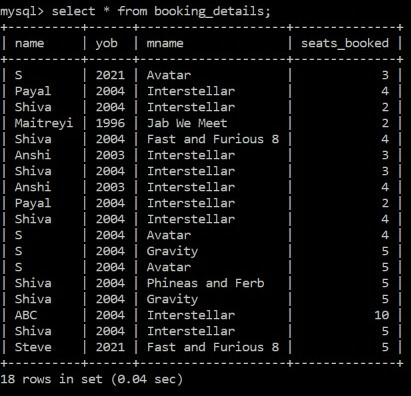 mysql> select * from booking_details;
+----------+------+--------------------+--------------+
| name     | yob  | mname              | seats_booked |
+----------+------+--------------------+--------------+
| S        | 2021 | Avatar             |            3 |
| Payal    | 2004 | Interstellar       |            4 |
| Shiva    | 2004 | Interstellar       |            2 |
| Maitreyi | 1996 | Jab We Meet        |            2 |
| Shiva    | 2004 | Fast and Furious 8 |            4 |
| Anshi    | 2003 | Interstellar       |            3 |
| Shiva    | 2004 | Interstellar       |            3 |
| Anshi    | 2003 | Interstellar       |            4 |
| Payal    | 2004 | Interstellar       |            2 |
| Shiva    | 2004 | Interstellar       |            4 |
| S        | 2004 | Avatar             |            4 |
| S        | 2004 | Gravity            |            5 |
| S        | 2004 | Avatar             |            5 |
| Shiva    | 2004 | Phineas and Ferb   |            5 |
| Shiva    | 2004 | Gravity            |            5 |
| ABC      | 2004 | Interstellar       |           10 |
| Shiva    | 2004 | Interstellar       |            5 |
| Steve    | 2021 | Fast and Furious 8 |            5 |
+----------+------+--------------------+--------------+
18 rows in set (0.04 sec)